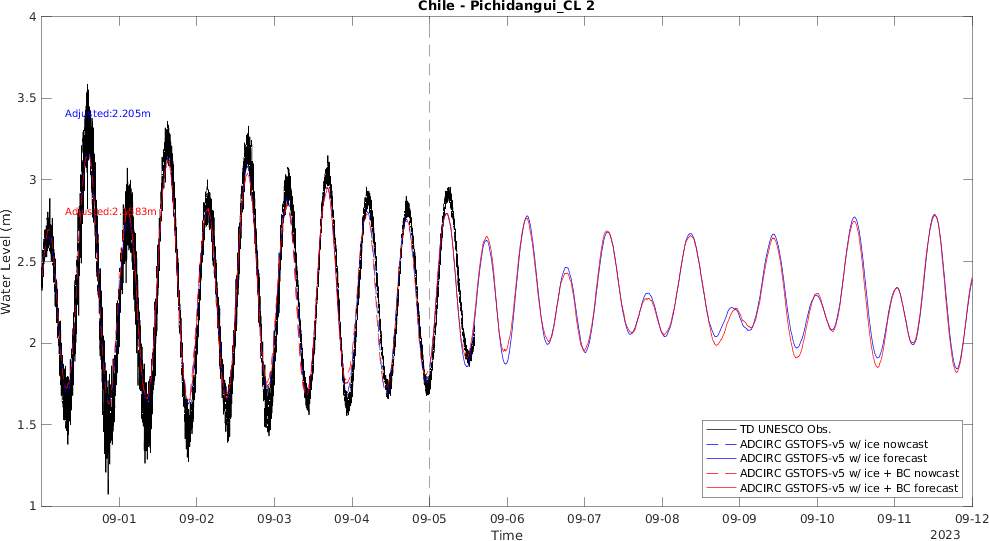 Chile - Pichidangui_CL 2
4
3.5
3
2.5
2
1.5
1
Water Level (m)
Adjusted:2.205m
09-01
09-02
09-03
09-04
09-05
09-06
09-07
09-08
09-09
09-10
09-11
09-12
Time
2023
TD UNESCO Obs.
ADCIRC GSTOFS-v5 w/ ice nowcast
ADCIRC GSTOFS-v5 w/ ice forecast
ADCIRC GSTOFS-v5 w/ ice + BC nowcast
ADCIRC GSTOFS-v5 w/ ice + BC forecast